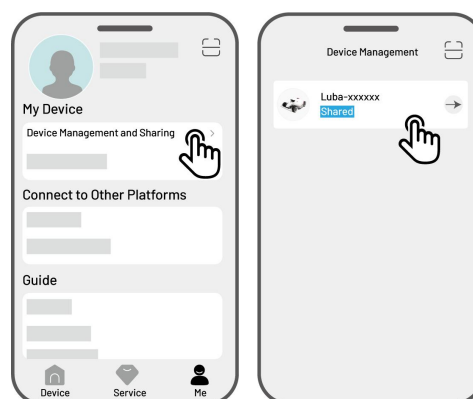 My Device
Device Management and Sharing
Connect to Other Platforms
Guide
Device Service Me
Device Management
Luba-xxxxxx
Shared